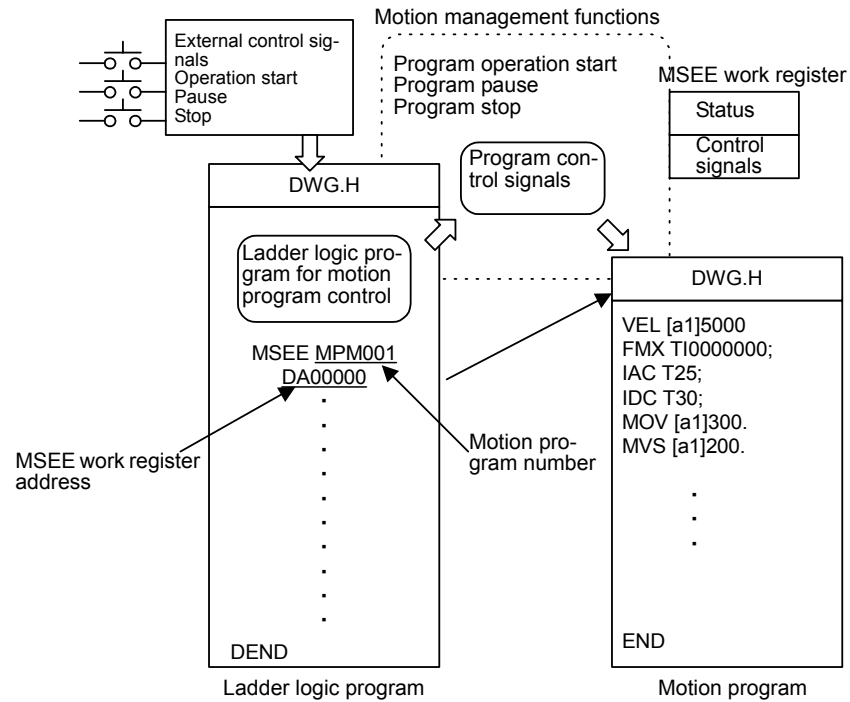 Motion management functions
External control sig-
nals
Operation start
Pause
Stop
Program operation start
Program pause
Program stop
MSEE work register
Status
Control
signals
Program con-
trol signals
DWG.H
Ladder logic pro-
gram for motion
program control
MSEE MPM001
DA00000
MSEE work register
address
Motion pro-
gram number
DEND
Ladder logic program
DWG.H
VEL [a1]5000
FMX TI0000000;
IAC T25;
IDC T30;
MOV [a1]300.
MVS [a1]200.
END
Motion program